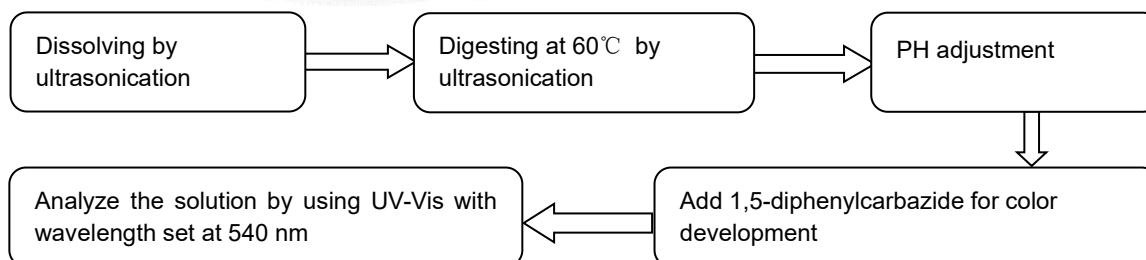 Dissolving by
ultrasonication
Digesting at 60℃ by
ultrasonication
PH adjustment
Analyze the solution by using UV-Vis with
wavelength set at 540 nm
Add 1,5-diphenylcarbazide for color
development